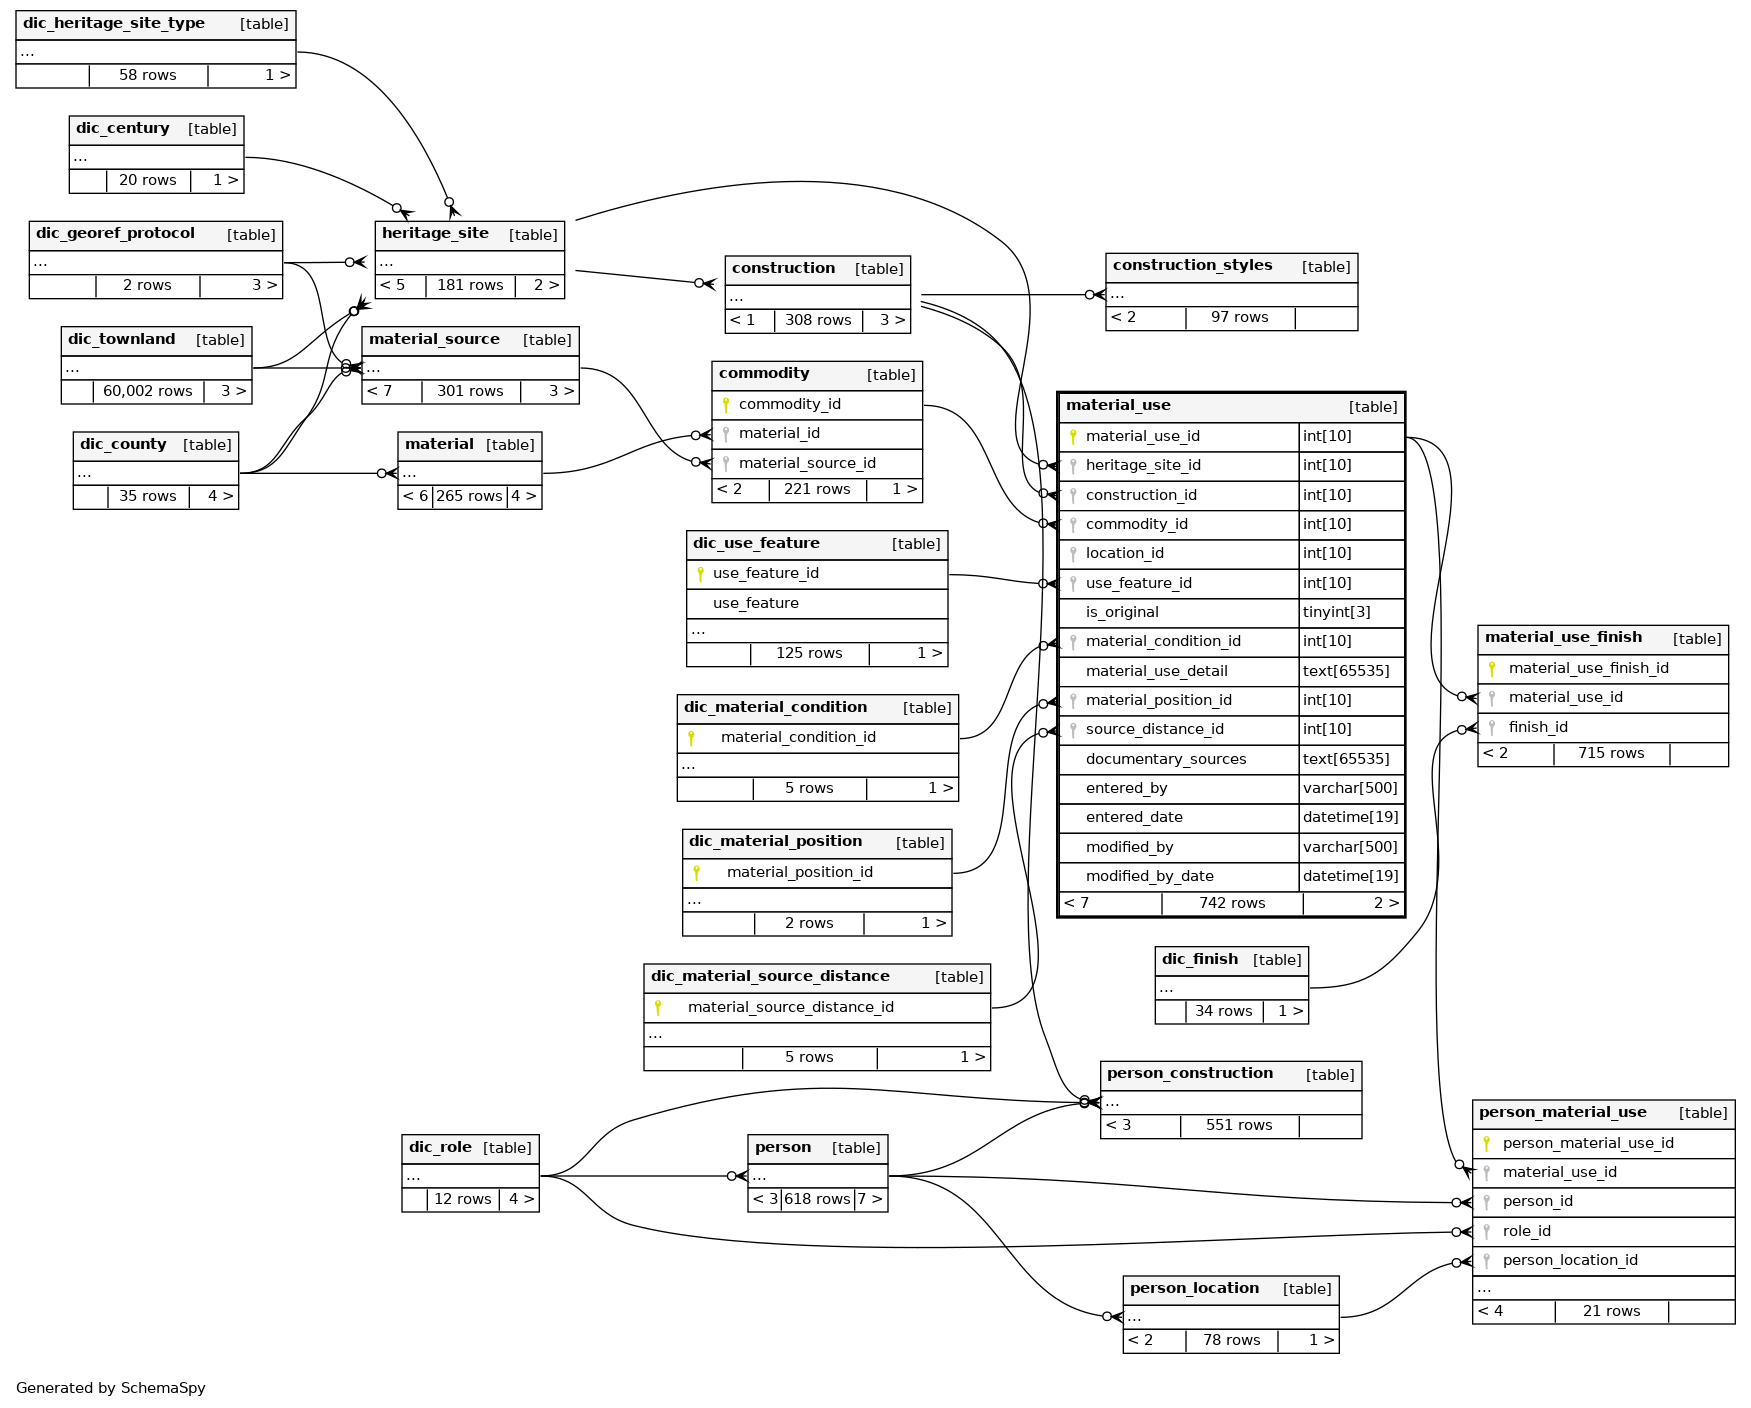 dic_heritage_site_type [table]
...
58 rows 1 >
dic_century [table]
...
20 rows 1 >
dic_georef_protocol [table]
...
2 rows 3 >
heritage_site [table]
...
< 5 181 rows 2 >
construction [table]
...
< 1 308 rows 3 >
construction_styles [table]
...
< 2 97 rows
dic_townland [table]
...
60,002 rows 3 >
material_source [table]
...
< 7 301 rows 3 >
dic_county [table]
...
35 rows 4 >
material [table]
...
< 6 265 rows 4 >
commodity [table]
commodity_id
material_id
material_source_id
< 2 221 rows 1 >
material_use [table]
material_use_id int[10]
heritage_site_id int[10]
construction_id int[10]
commodity_id int[10]
location_id int[10]
use_feature_id int[10]
is_original tinyint[3]
material_condition_id int[10]
material_use_detail text[65535]
material_position_id int[10]
source_distance_id int[10]
documentary_sources text[65535]
entered_by varchar[500]
entered_date datetime[19]
modified_by varchar[500]
modified_by_date datetime[19]
< 7 742 rows 2 >
dic_use_feature [table]
use_feature_id
use_feature
...
125 rows 1 >
dic_material_condition [table]
material_condition_id
...
5 rows 1 >
dic_material_position [table]
material_position_id
...
2 rows 1 >
dic_material_source_distance [table]
material_source_distance_id
...
5 rows 1 >
material_use_finish [table]
material_use_finish_id
material_use_id
finish_id
< 2 715 rows
dic_finish [table]
...
34 rows 1 >
person_construction [table]
...
< 3 551 rows
dic_role [table]
...
12 rows 4 >
person [table]
...
< 3 618 rows 7 >
person_material_use [table]
person_material_use_id
material_use_id
person_id
role_id
person_location_id
...
< 4 21 rows
person_location [table]
...
< 2 78 rows 1 >
Generated by SchemaSpy